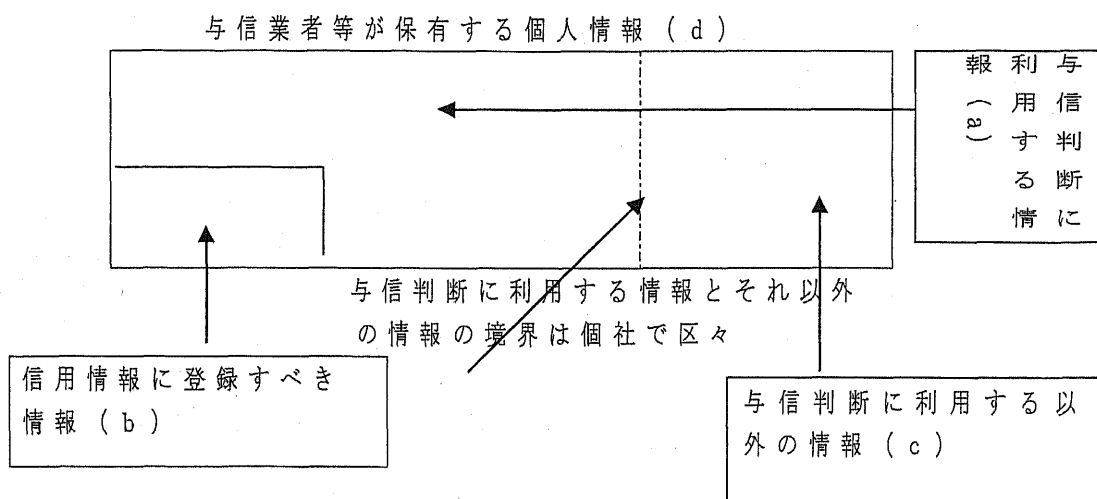 与信業者等が保有する個人情報(d)
与信判断に
利用する情
報(a)
与信判断に利用する情報とそれ以外
の情報の境界は個社で区々
信用情報に登録すべき
情報(b)
与信判断に利用する以
外の情報(c)